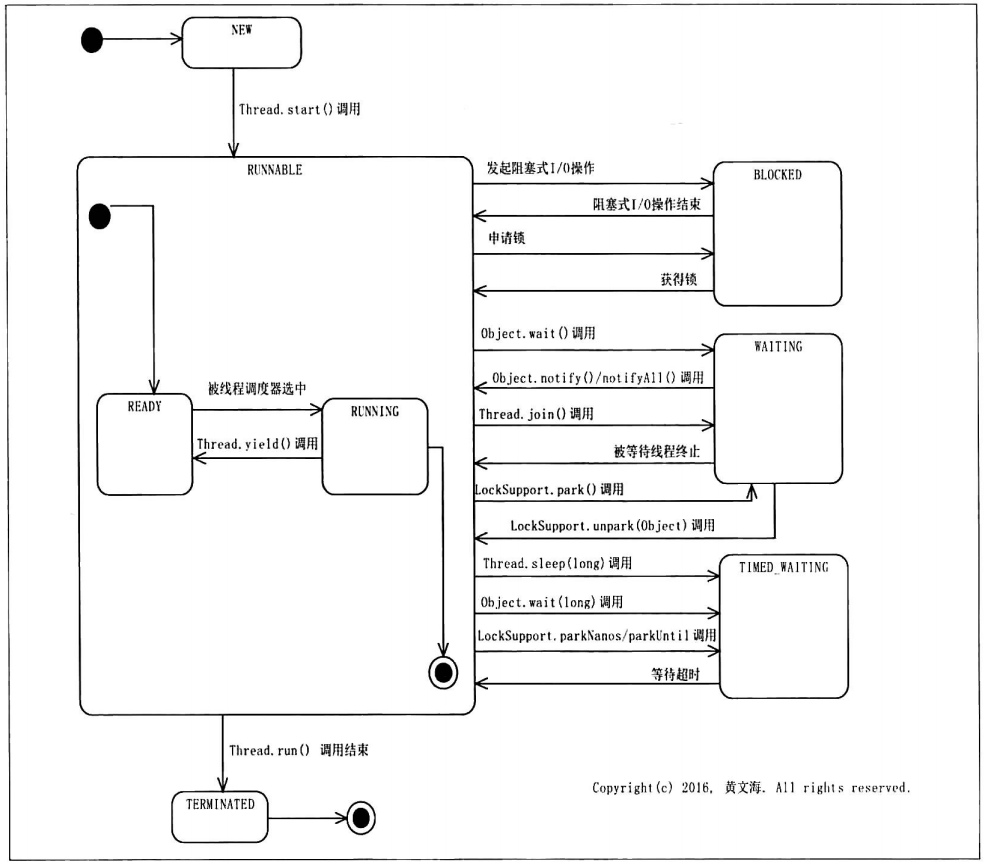 NEW
Thread.start()调用
RUNNABLE
发起阻塞式I/O操作
BLOCKED
阻塞式I/O操作结束
申请锁
获得锁
Object.wait()调用
WAITING
Object.notify()/notifyAll()调用
Thread.join()调用
被等待线程终止
READY
被线程调度器选中
RUNNING
Thread.yield()调用
LockSupport.park()调用
LockSupport.unpark(Object)调用
Thread.sleep(long)调用
TIMED_WAITING
Object.wait(long)调用
LockSupport.parkNanos/parkUntil调用
等待超时
Thread.run() 调用结束
TERMINATED
Copyright(c) 2016, 黄文海. All rights reserved.